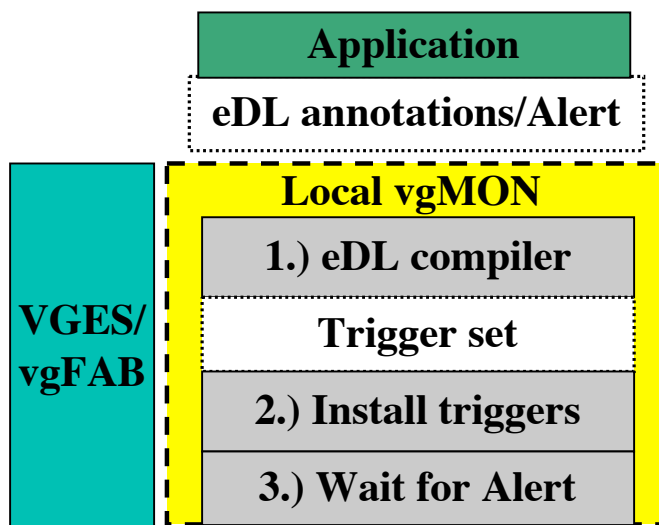 Application
eDL annotations/Alert
Local vgMON
1.) eDL compiler
VGES/
vgFAB
Trigger set
2.) Install triggers
3.) Wait for Alert